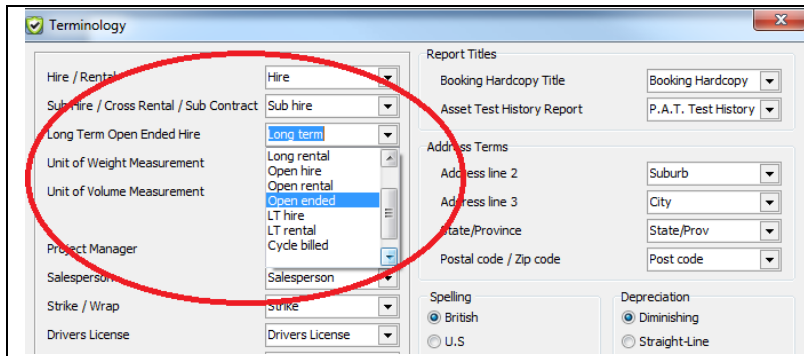 Terminology
Hire / Rental Hire
Sub Hire / Cross Rental / Sub Contract Sub hire
Long Term Open Ended Hire Long term
Long rental
Open hire
Open rental
Open ended
LT hire
LT rental
Cycle billed
Unit of Weight Measurement
Unit of Volume Measurement
Project Manager
Salesperson Salesperson
Strike / Wrap Strike
Drivers License Drivers License
Report Titles
Booking Hardcopy Title Booking Hardcopy
Asset Test History Report P.A.T. Test History
Address Terms
Address line 2 Suburb
Address line 3 City
State/Province State/Prov
Postal code / Zip code Post code
Spelling
British
U.S
Depreciation
Diminishing
Straight-Line